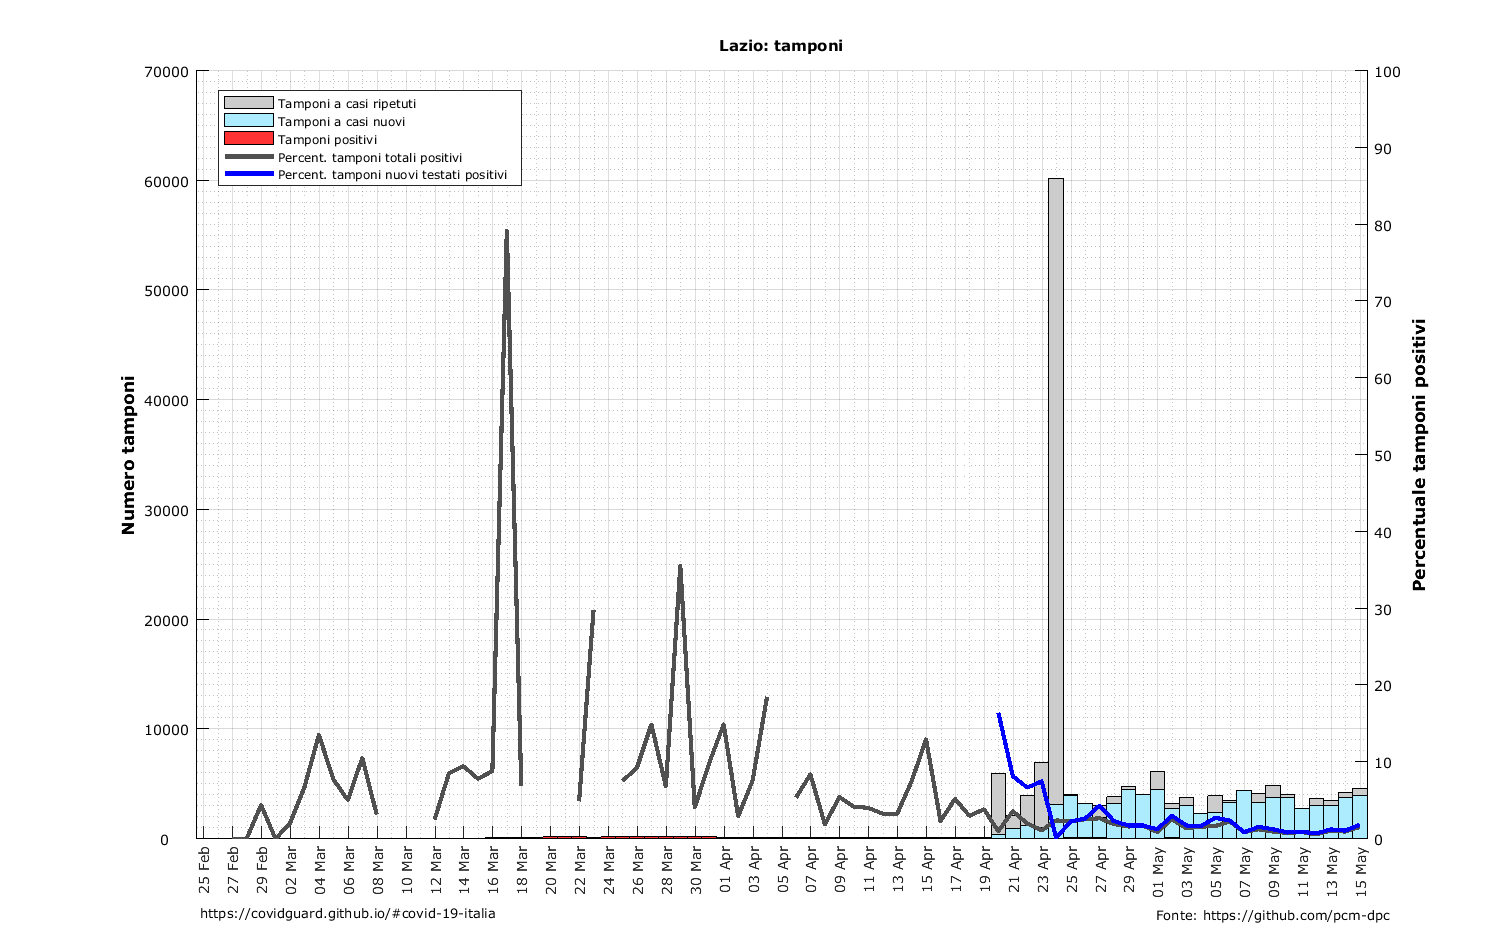 Lazio: tamponi
70000
60000
50000
40000
30000
20000
10000
0
Numero tamponi
Tamponi a casi ripetuti
Tamponi a casi nuovi
Tamponi positivi
Percent. tamponi totali positivi
Percent. tamponi nuovi testati positivi
100
90
80
70
60
50
40
30
20
10
0
Percentuale tamponi positivi
25 Feb
27 Feb
29 Feb
02 Mar
04 Mar
06 Mar
08 Mar
10 Mar
12 Mar
14 Mar
16 Mar
18 Mar
20 Mar
22 Mar
24 Mar
26 Mar
28 Mar
30 Mar
01 Apr
03 Apr
05 Apr
07 Apr
09 Apr
11 Apr
13 Apr
15 Apr
17 Apr
19 Apr
21 Apr
23 Apr
25 Apr
27 Apr
29 Apr
01 May
03 May
05 May
07 May
09 May
11 May
13 May
15 May
https://covidguard.github.io/#covid-19-italia
Fonte: https://github.com/pcm-dpc